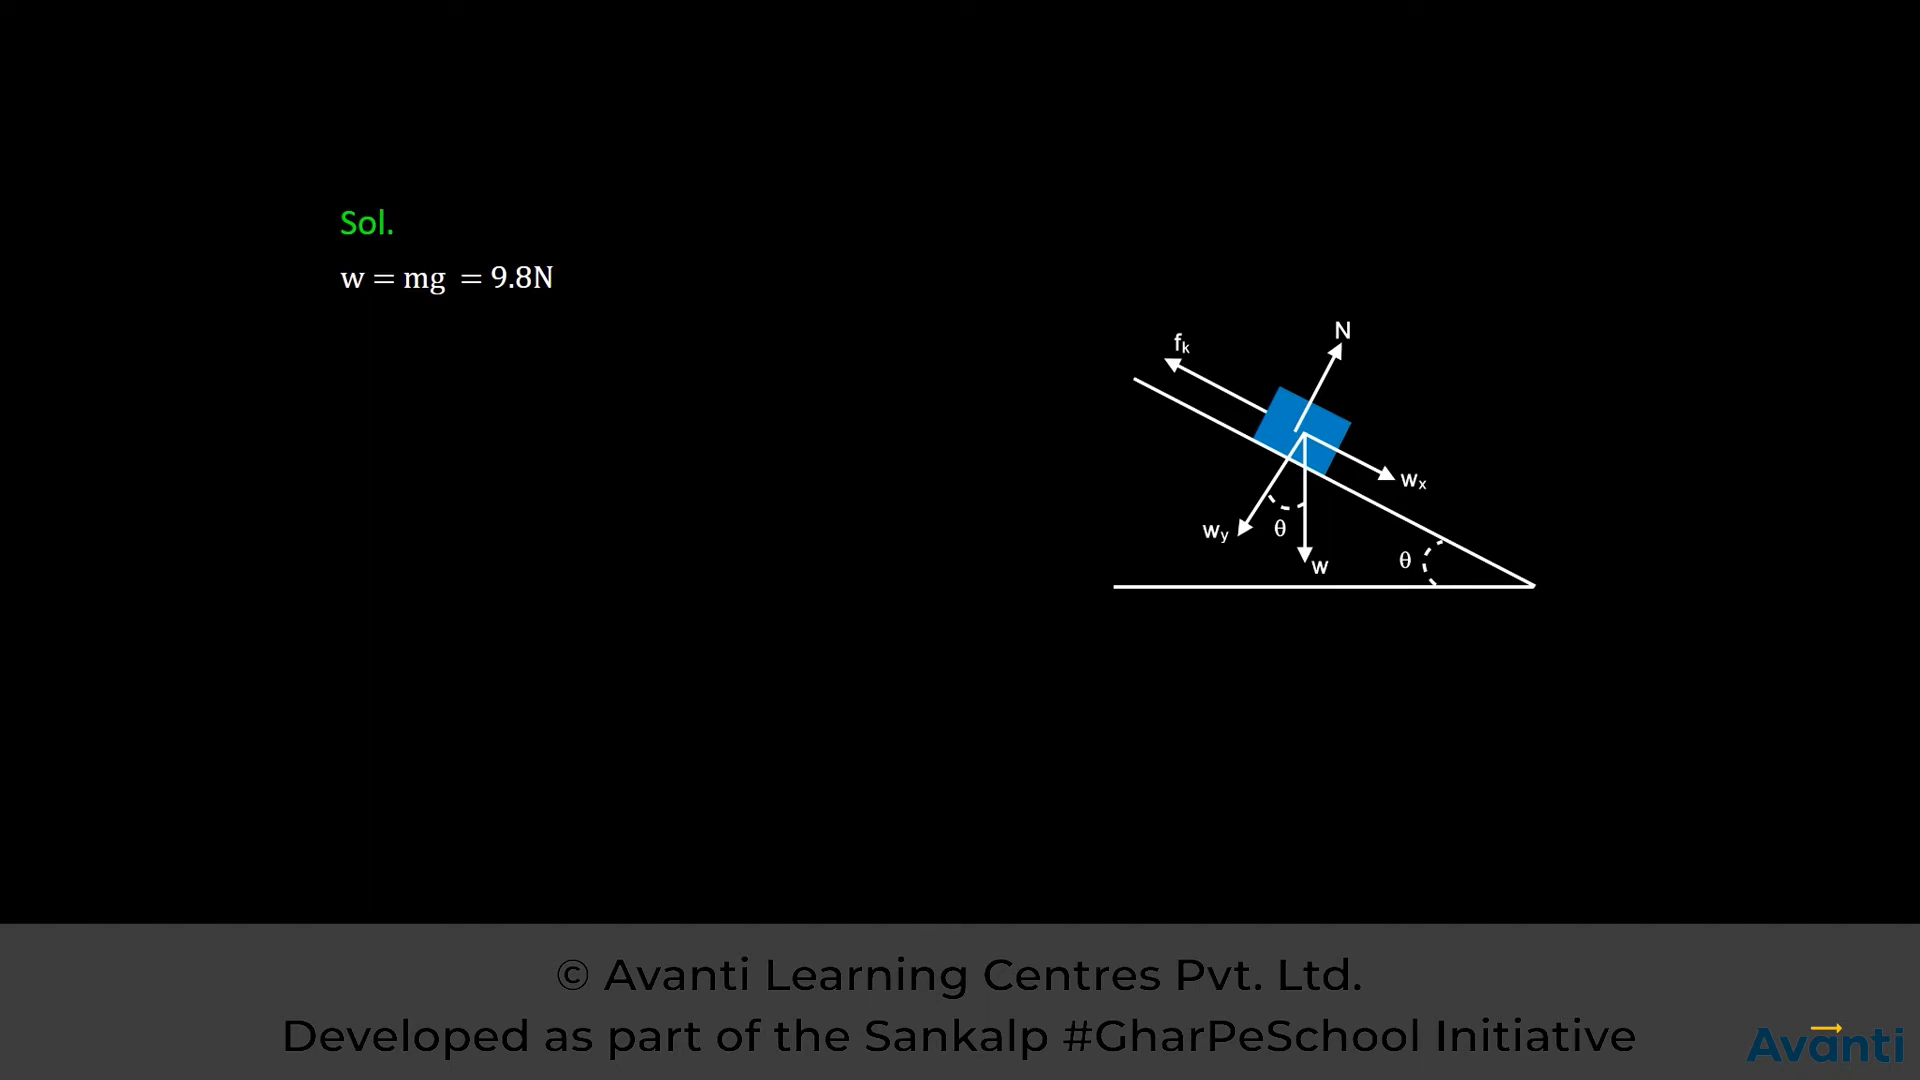 Sol.
w = mg = 9.8N
N
fₖ
wₓ
wᵧ
θ
w
θ
© Avanti Learning Centres Pvt. Ltd.
Developed as part of the Sankalp #GharPeSchool Initiative
Avanti